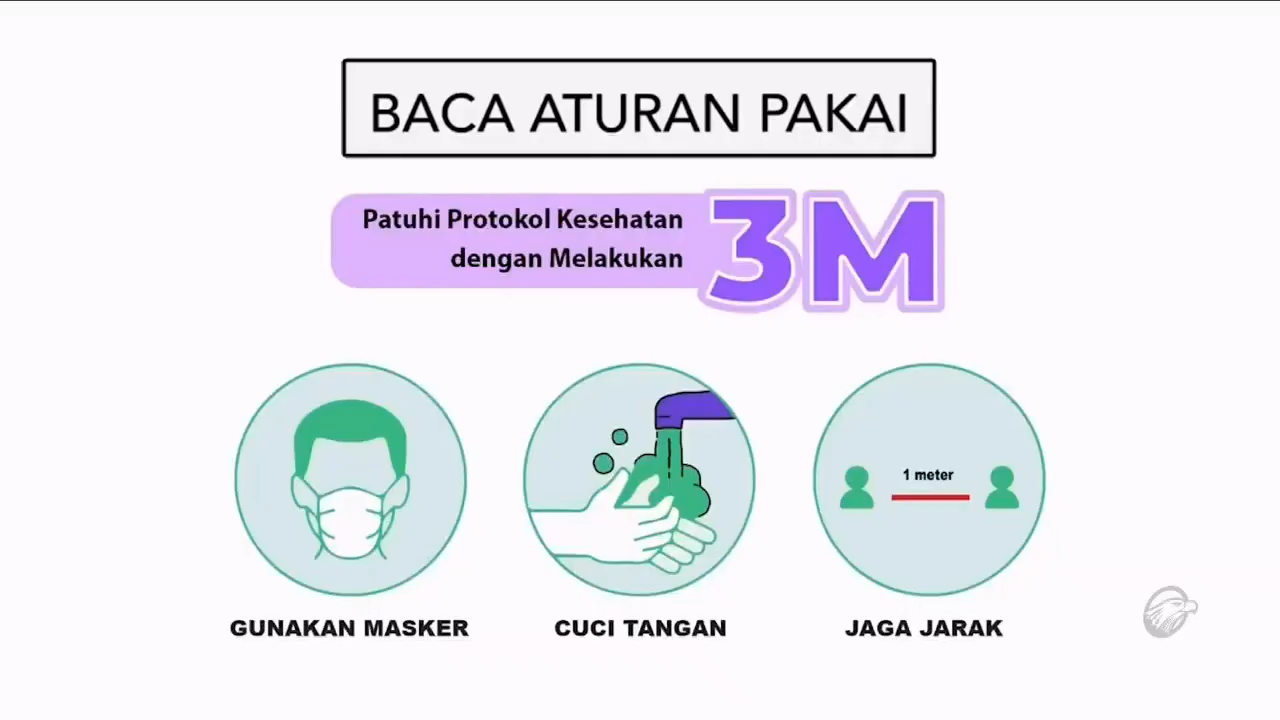 BACA ATURAN PAKAI
Patuhi Protokol Kesehatan
dengan Melakukan
3M
1 meter
GUNAKAN MASKER
CUCI TANGAN
JAGA JARAK